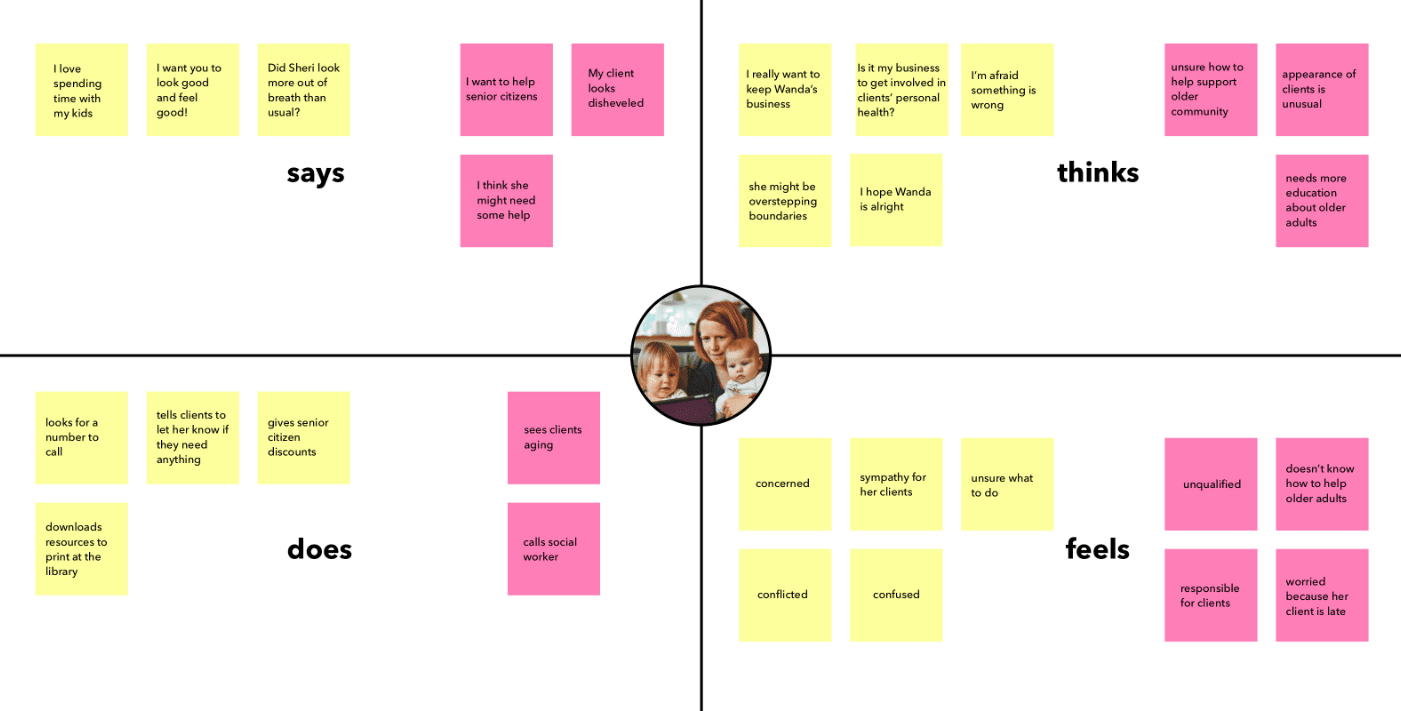 I love
spending
time with
my kids
I want you to
look good
and feel
good!
Did Sheri look
more out of
breath than
usual?
I want to help
senior citizens
My client
looks
disheveled
I think she
might need
some help
says
I really want to
keep Wanda's
business
Is it my business
to get involved in
clients' personal
health?
I'm afraid
something is
wrong
unsure how to
help support
older
community
appearance of
clients is
unusual
she might be
overstepping
boundaries
I hope Wanda
is alright
needs more
education
about older
adults
thinks
looks for a
number to
call
tells clients to
let her know if
they need
anything
gives senior
citizen
discounts
sees clients
aging
downloads
resources to
print at the
library
calls social
worker
does
concerned
sympathy for
her clients
unsure what
to do
unqualified
doesn't know
how to help
older adults
conflicted
confused
responsible
for clients
worried
because her
client is late
feels